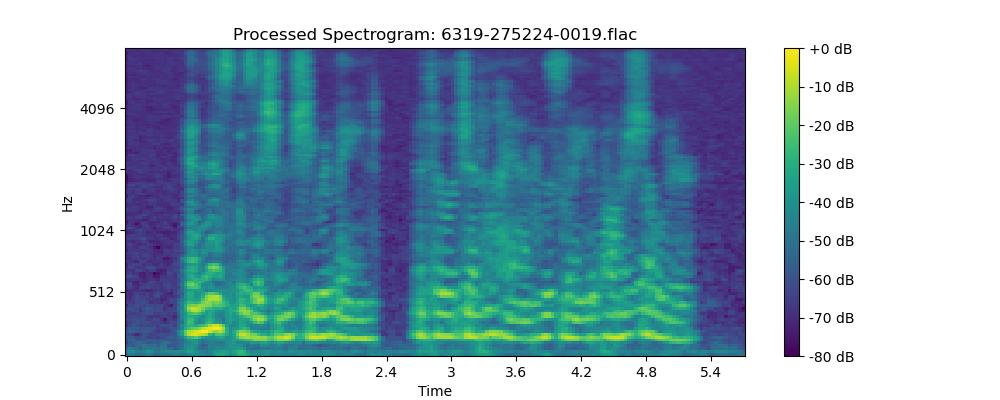 Processed Spectrogram: 6319-275224-0019.flac
Hz
4096
2048
1024
512
0
0 0.6 1.2 1.8 2.4 3 3.6 4.2 4.8 5.4
Time
+0 dB
-10 dB
-20 dB
-30 dB
-40 dB
-50 dB
-60 dB
-70 dB
-80 dB